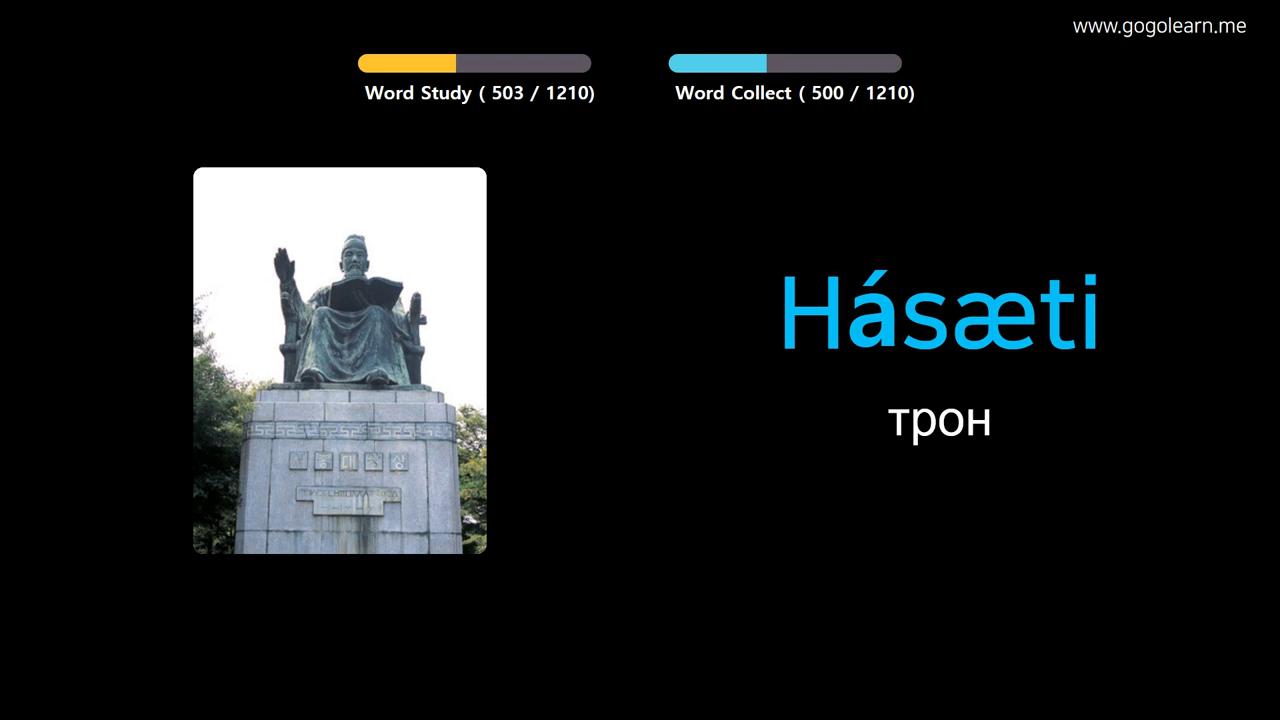 www.gogolearn.me
Word Study ( 503 / 1210)
Word Collect ( 500 / 1210)
Hásæti
трон